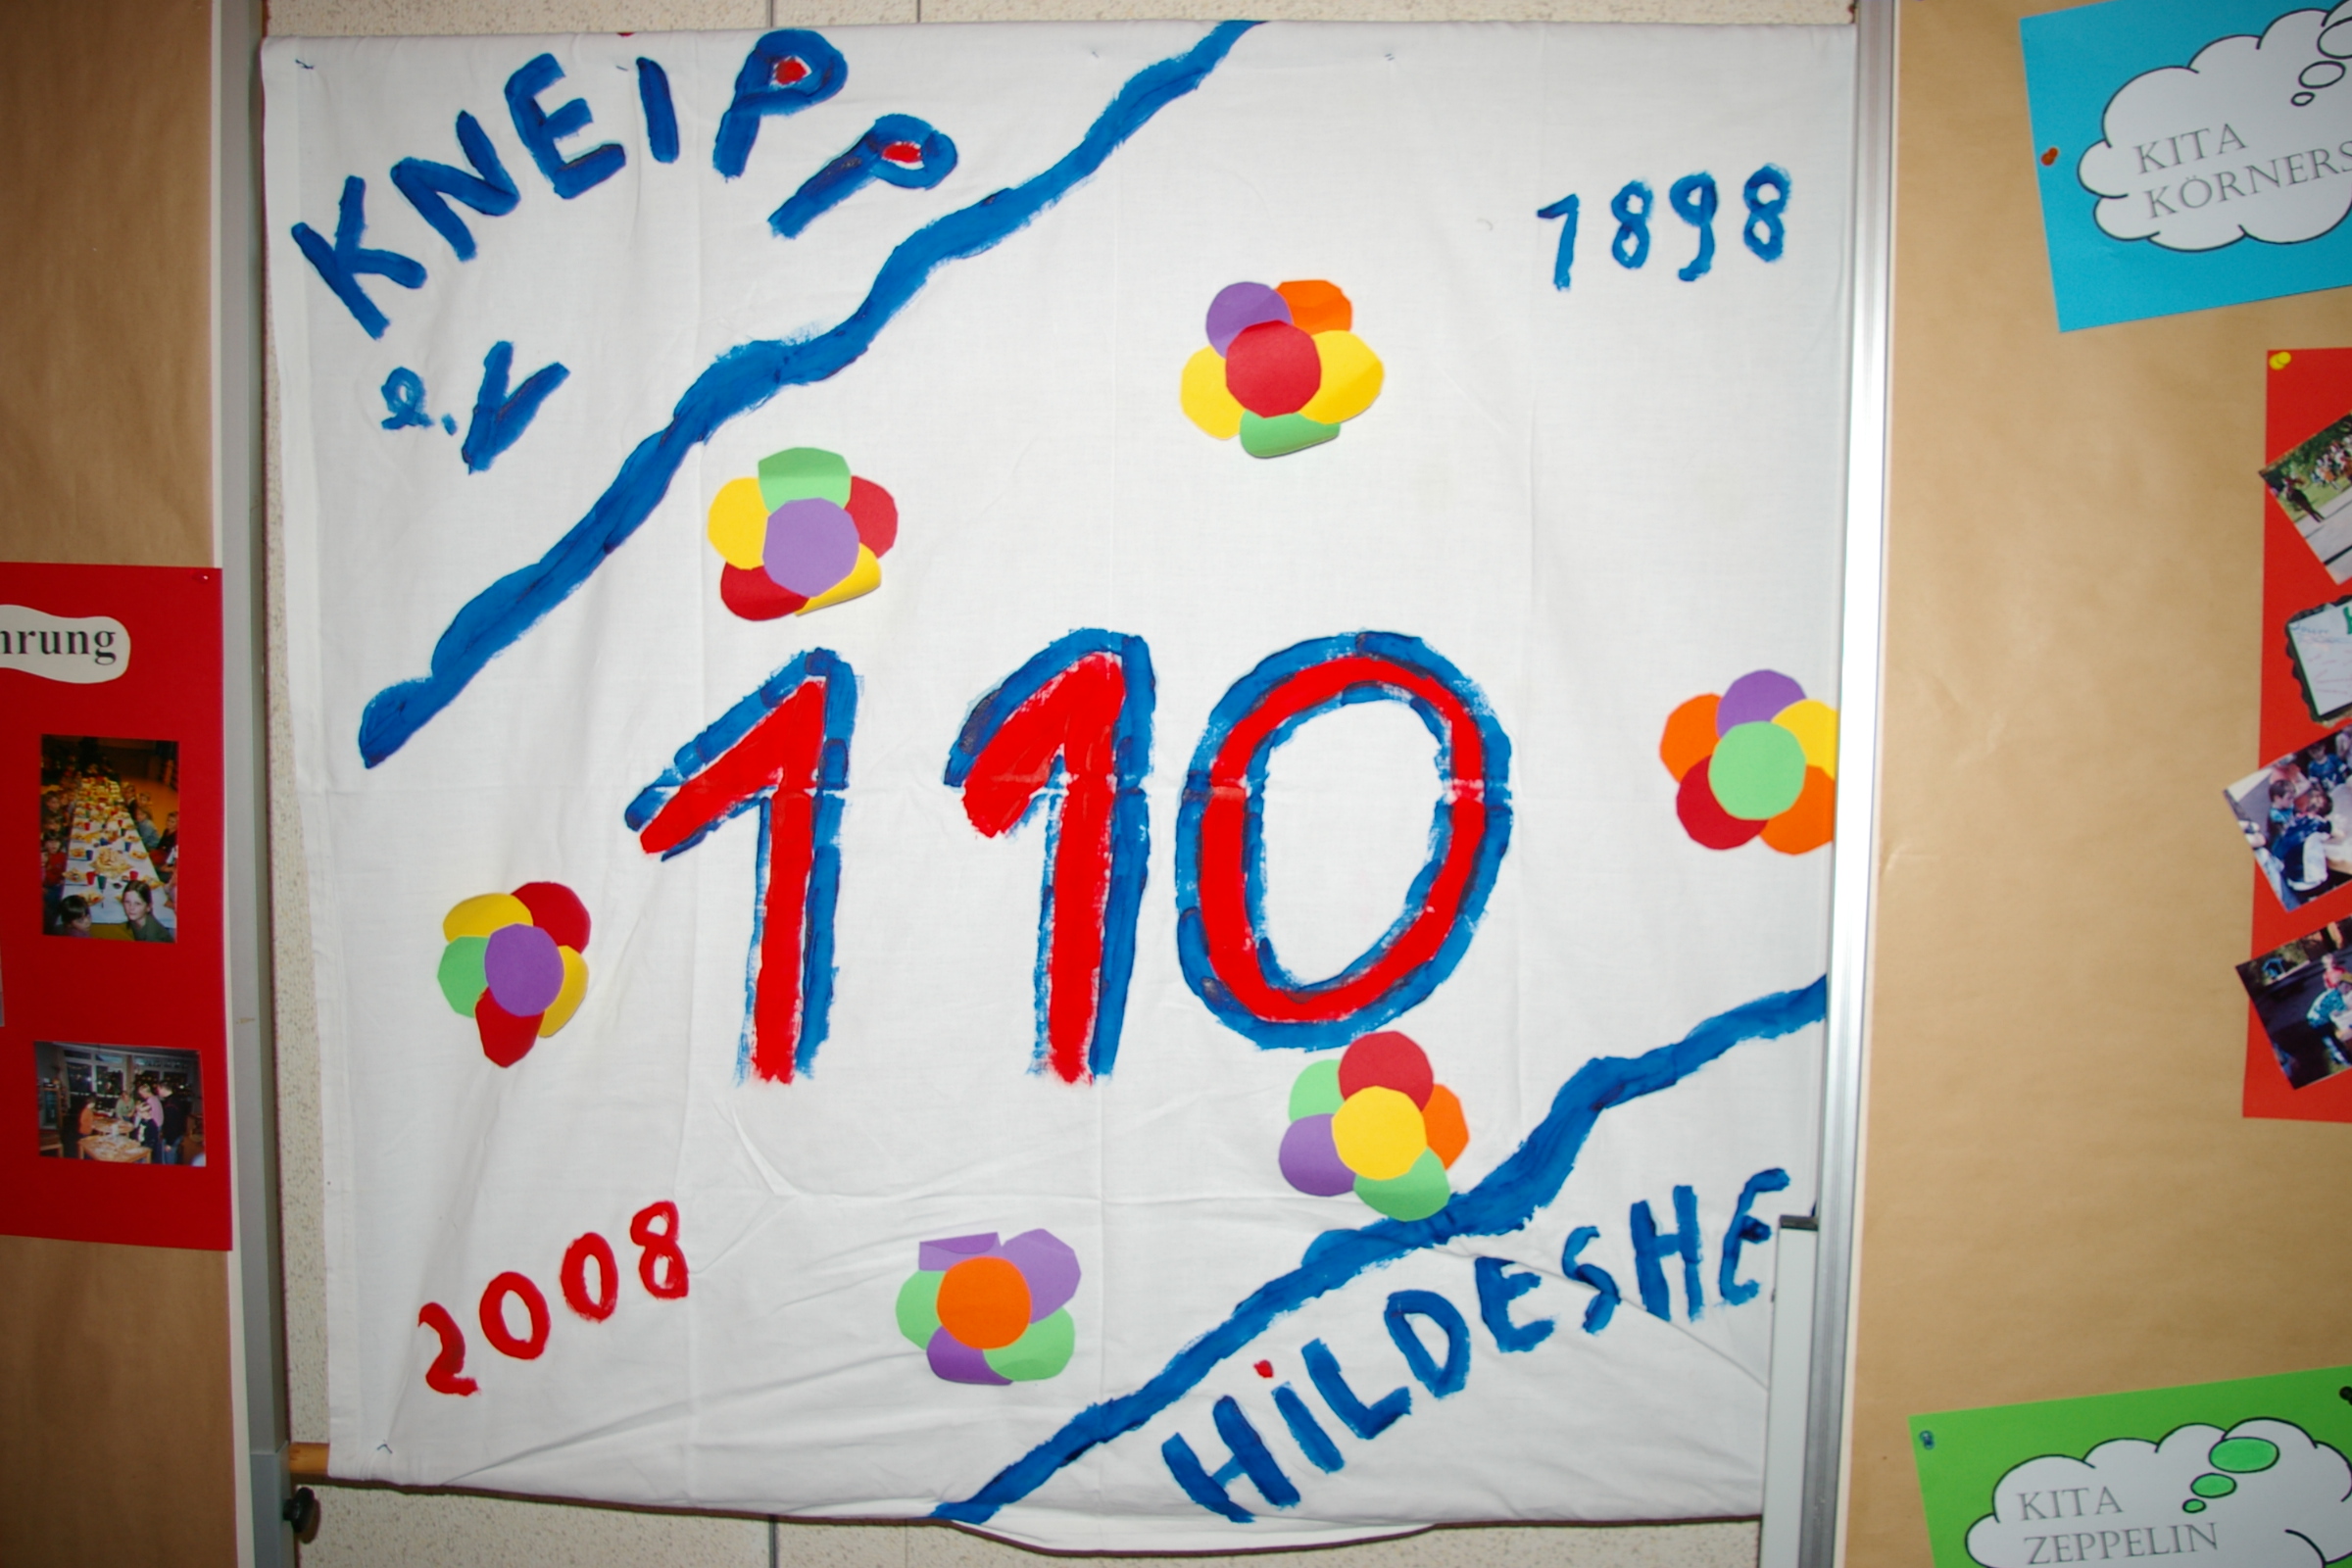 KNEIPP
e.V
1898
110
2008
HiLDESHE
hrung
KITA
KÖRNERS
KITA
ZEPPELIN